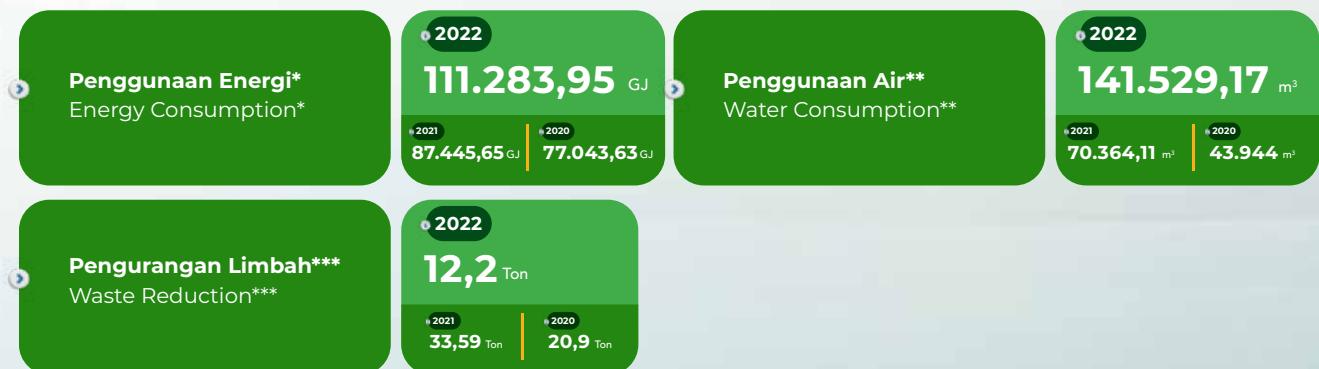 Penggunaan Energi*
Energy Consumption*
2022
111.283,95 GJ
2021
87.445,65 GJ
2020
77.043,63 GJ
Penggunaan Air**
Water Consumption**
2022
141.529,17 m³
2021
70.364,11 m³
2020
43.944 m³
Pengurangan Limbah***
Waste Reduction***
2022
12,2 Ton
2021
33,59 Ton
2020
20,9 Ton